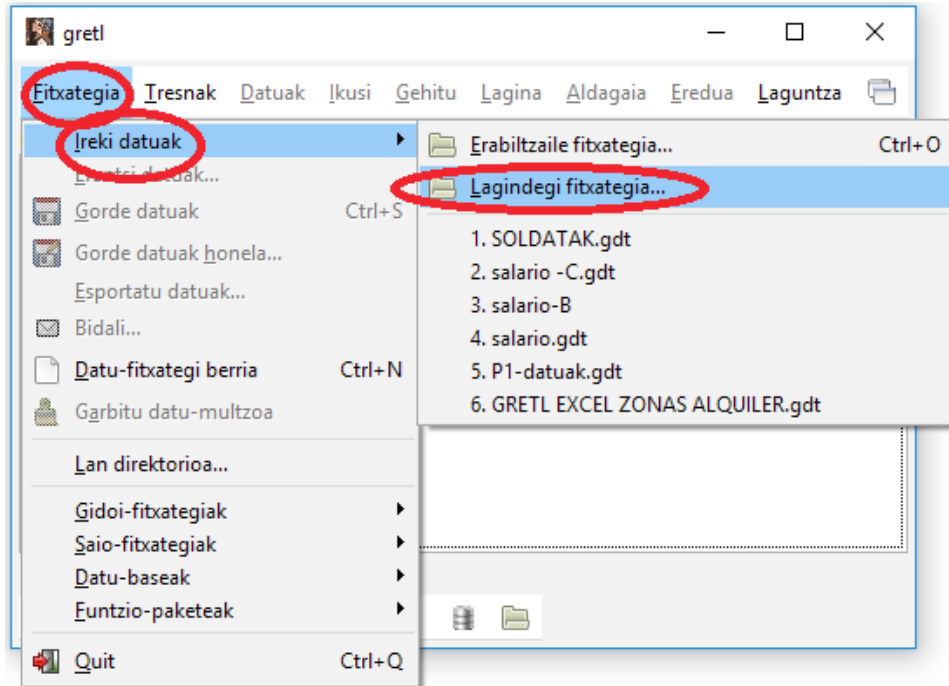 gretl
Fitxategia Tresnak Datuak Ikusi Gehitu Lagina Aldagaia Eredua Laguntza
Ireki datuak
Erantsi datuak...
Gorde datuak Ctrl+S
Gorde datuak honela...
Esportatu datuak...
Bidali...
Datu-fitxategi berria Ctrl+N
Garbitu datu-multzoa
Lan direktorioa...
Gidoi-fitxategiak
Saio-fitxategiak
Datu-baseak
Funtzio-paketeak
Quit Ctrl+Q
Erabiltzaile fitxategia... Ctrl+O
Lagindegi fitxategia...
1. SOLDATAK.gdt
2. salario -C.gdt
3. salario-B
4. salario.gdt
5. P1-datuak.gdt
6. GRETL EXCEL ZONAS ALQUILER.gdt